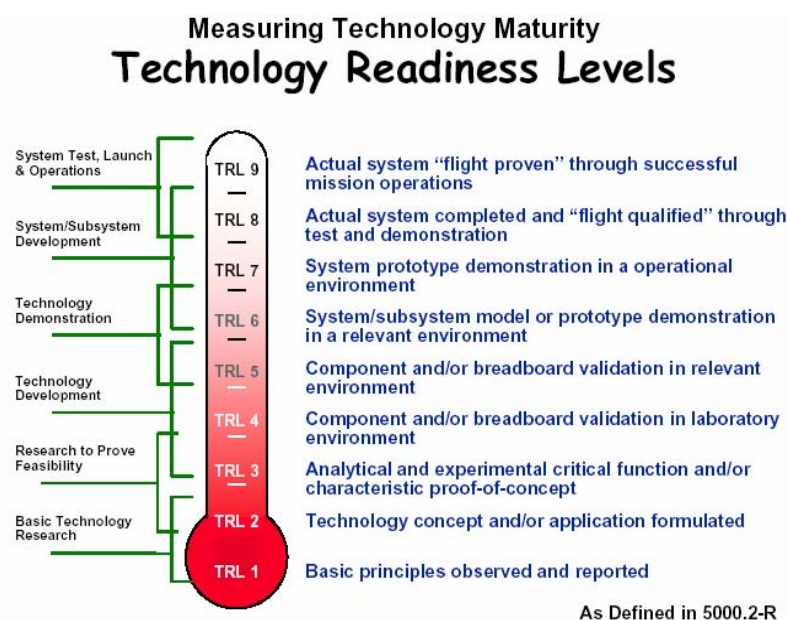 Measuring Technology Maturity
Technology Readiness Levels
System Test, Launch
& Operations
System/Subsystem
Development
Technology
Demonstration
Technology
Development
Research to Prove
Feasibility
Basic Technology
Research
TRL 9
TRL 8
TRL 7
TRL 6
TRL 5
TRL 4
TRL 3
TRL 2
TRL 1
Actual system “flight proven” through successful
mission operations
Actual system completed and “flight qualified” through
test and demonstration
System prototype demonstration in a operational
environment
System/subsystem model or prototype demonstration
in a relevant environment
Component and/or breadboard validation in relevant
environment
Component and/or breadboard validation in laboratory
environment
Analytical and experimental critical function and/or
characteristic proof-of-concept
Technology concept and/or application formulated
Basic principles observed and reported
As Defined in 5000.2-R